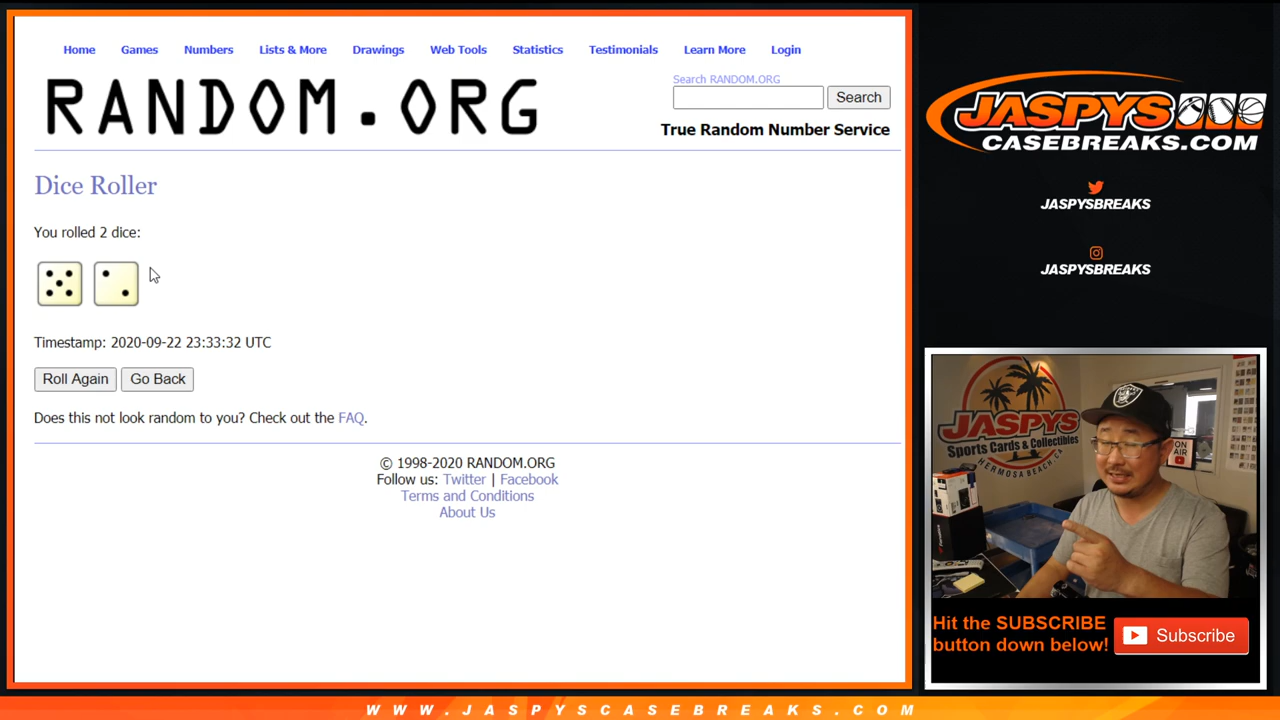 Home Games Numbers Lists & More Drawings Web Tools Statistics Testimonials Learn More Login
RANDOM.ORG
Search RANDOM.ORG
Search
True Random Number Service
Dice Roller
You rolled 2 dice:
Timestamp: 2020-09-22 23:33:32 UTC
Roll Again Go Back
Does this not look random to you? Check out the FAQ.
© 1998-2020 RANDOM.ORG
Follow us: Twitter | Facebook
Terms and Conditions
About Us
JASPYS
CASEBREAKS.COM
JASPYSBREAKS
JASPYSBREAKS
JASPYS
Sports Cards & Collectibles
HERMOSA BEACH, CA
ON
AIR
Hit the SUBSCRIBE
button down below!
Subscribe
WWW.JASPYSCASEBREAKS.COM